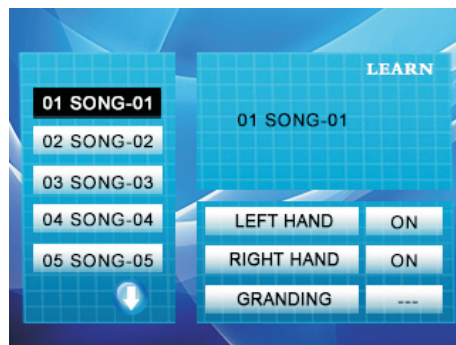 01 SONG-01
02 SONG-02
03 SONG-03
04 SONG-04
05 SONG-05
LEARN
01 SONG-01
LEFT HAND ON
RIGHT HAND ON
GRANDING ---